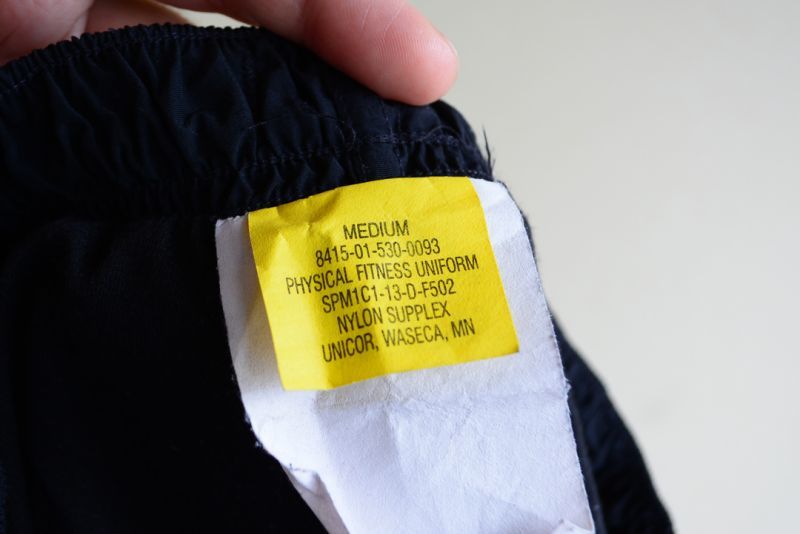 MEDIUM
8415-01-530-0093
PHYSICAL FITNESS UNIFORM
SPM1C1-13-D-F502
NYLON SUPPLEX
UNICOR, WASECA, MN